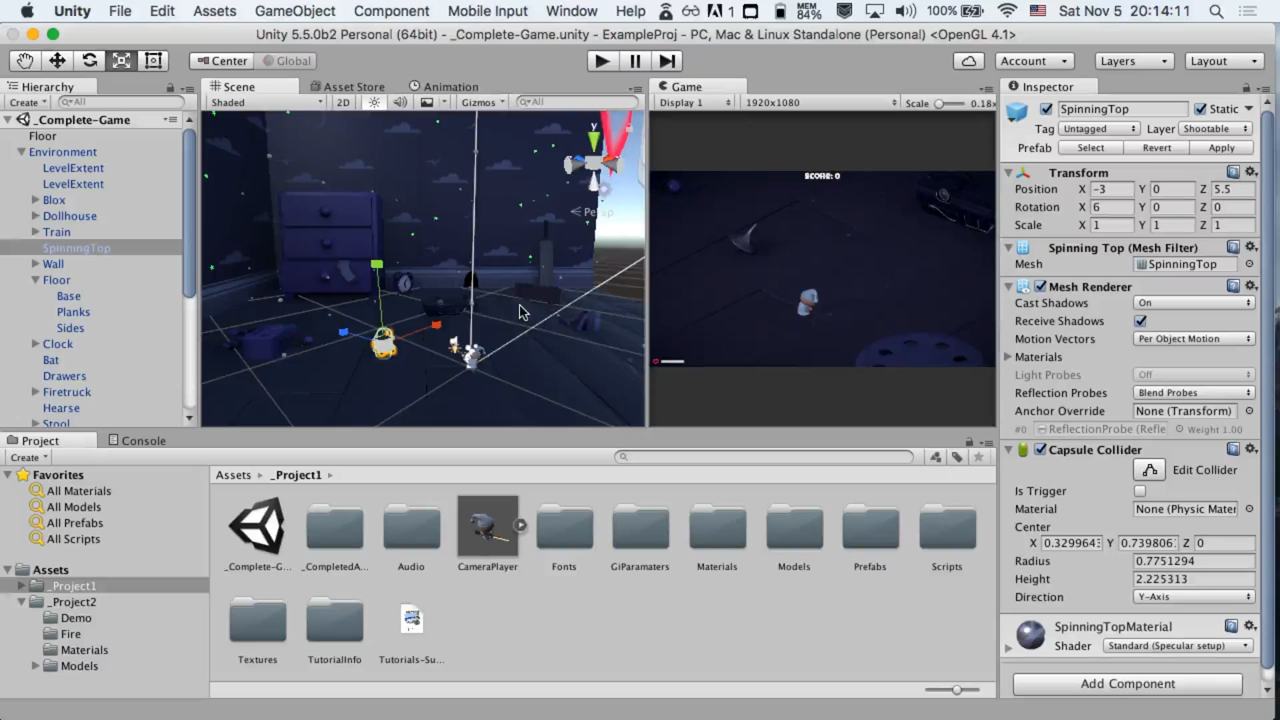 Unity File Edit Assets GameObject Component Mobile Input Window Help 1 MEM 84% 100% Sat Nov 5 20:14:11
Unity 5.5.0b2 Personal (64bit) - _Complete-Game.unity - ExampleProj - PC, Mac & Linux Standalone (Personal) <OpenGL 4.1>
Center Global Account Layers Layout
Hierarchy
Create All
_Complete-Game
Floor
Environment
LevelExtent
LevelExtent
Blox
Dollhouse
Train
SpinningTop
Wall
Floor
Base
Planks
Sides
Clock
Bat
Drawers
Firetruck
Hearse
Stool
Scene Asset Store Animation
Shaded 2D Gizmos All
y
Persp
Game
Display 1 1920x1080 Scale 0.18x
SCORE: 0
Inspector
SpinningTop Static
Tag Untagged Layer Shootable
Prefab Select Revert Apply
Transform
Position X -3 Y 0 Z 5.5
Rotation X 6 Y 0 Z 0
Scale X 1 Y 1 Z 1
Spinning Top (Mesh Filter)
Mesh SpinningTop
Mesh Renderer
Cast Shadows On
Receive Shadows
Motion Vectors Per Object Motion
Materials
Light Probes Off
Reflection Probes Blend Probes
Anchor Override None (Transform)
#0 ReflectionProbe (Refle Weight 1.00
Capsule Collider
Edit Collider
Is Trigger
Material None (Physic Mater
Center
X 0.329964 Y 0.739806 Z 0
Radius 0.7751294
Height 2.225313
Direction Y-Axis
SpinningTopMaterial
Shader Standard (Specular setup)
Add Component
Project Console
Create
Favorites
All Materials
All Models
All Prefabs
All Scripts
Assets
_Project1
_Project2
Demo
Fire
Materials
Models
Assets _Project1
_Complete-G... _CompletedA... Audio CameraPlayer Fonts GiParamaters Materials Models Prefabs Scripts
Textures TutorialInfo Tutorials-Su...